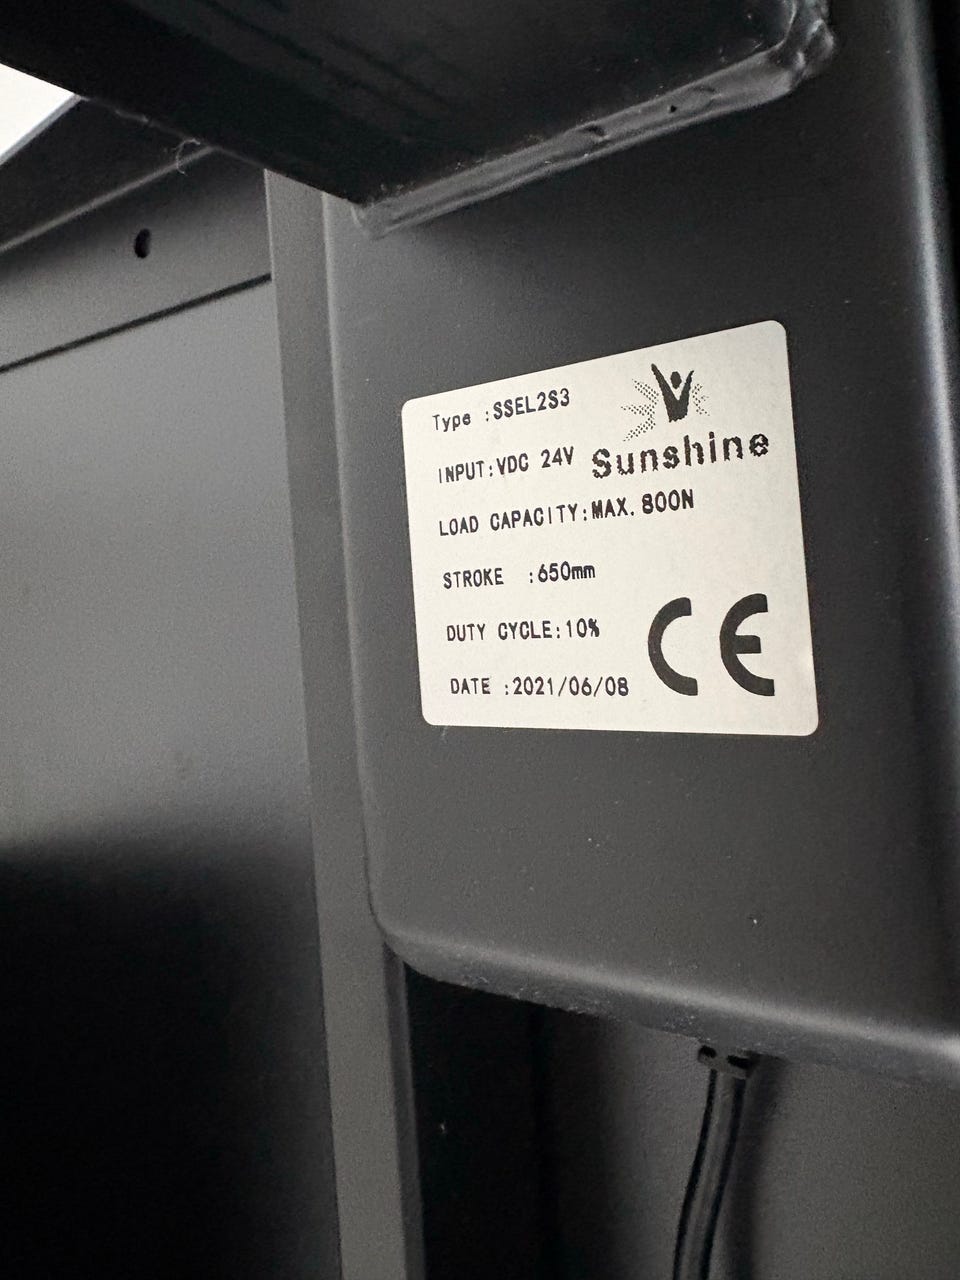 Type :SSEL2S3
Sunshine
INPUT:VDC 24V
LOAD CAPACITY:MAX. 800N
STROKE :650mm
DUTY CYCLE:10%
DATE :2021/06/08
CE